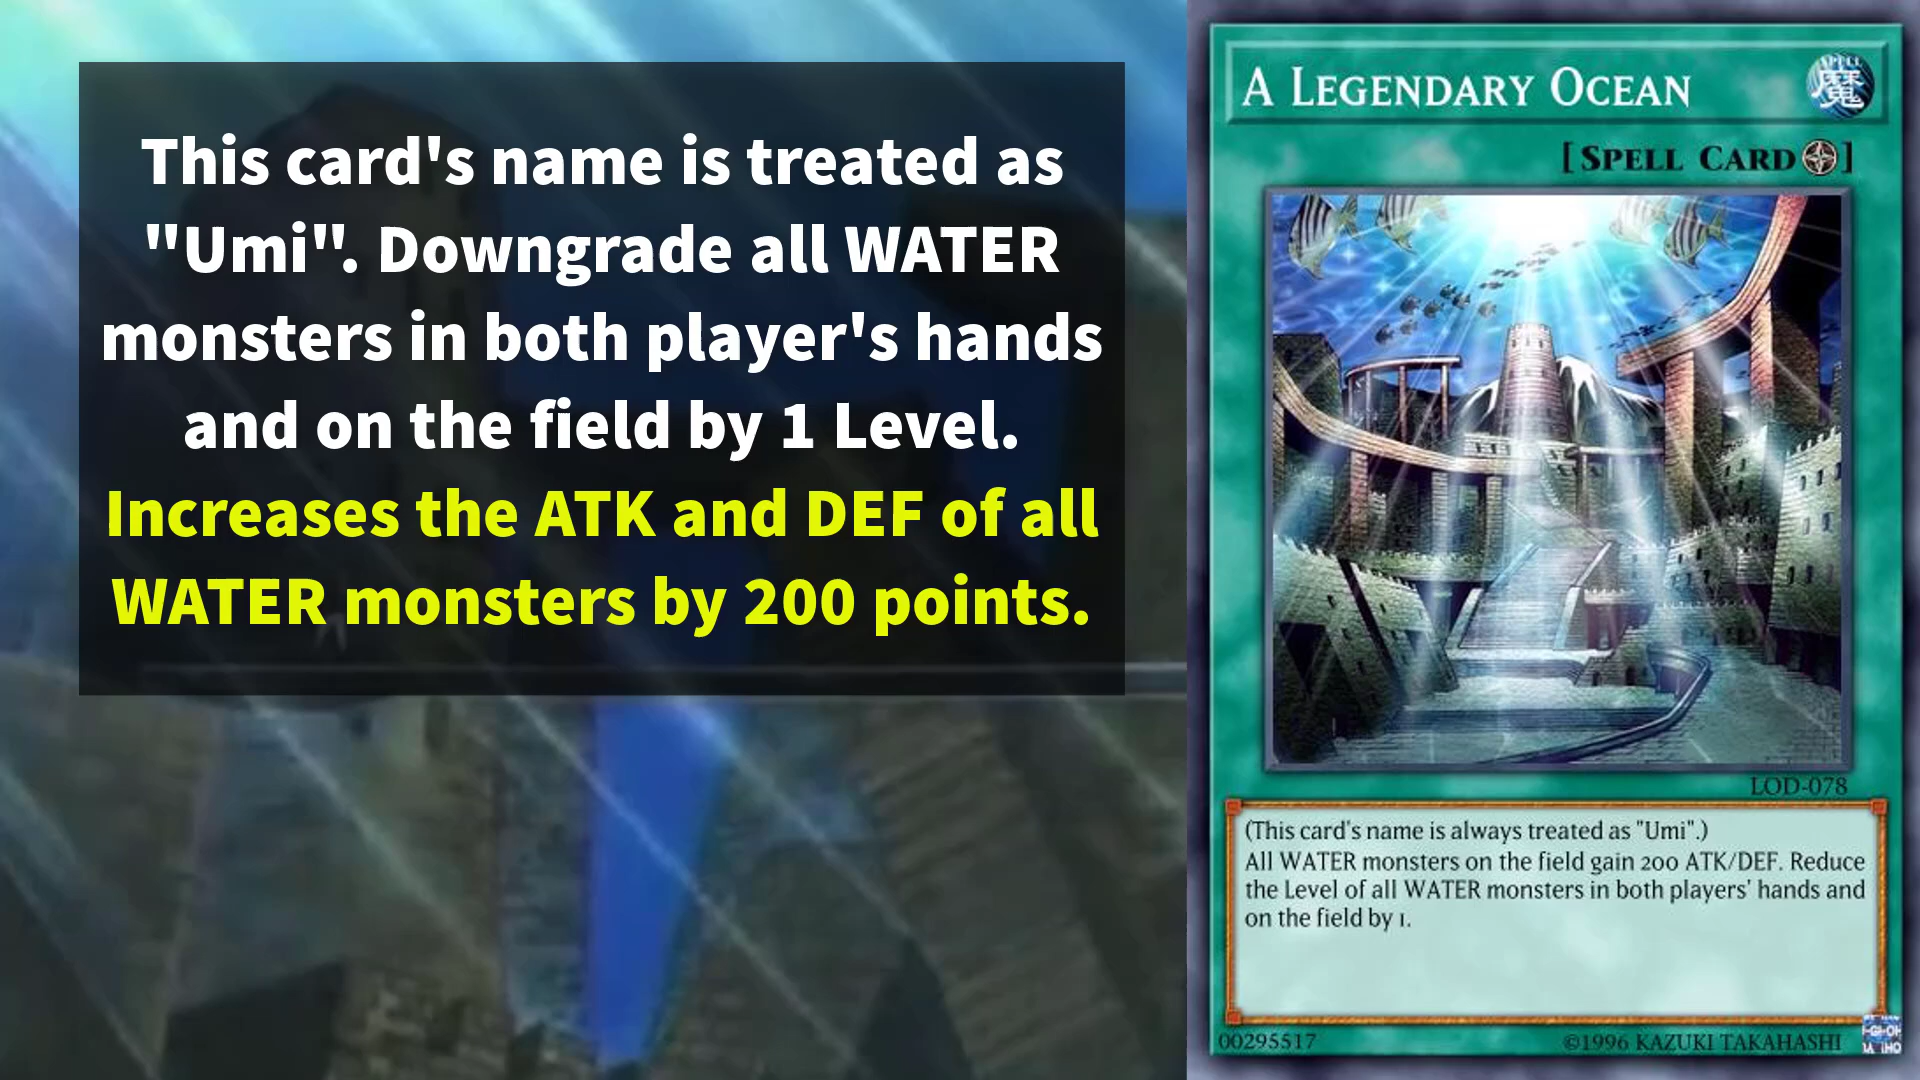 This card's name is treated as
"Umi". Downgrade all WATER
monsters in both player's hands
and on the field by 1 Level.
Increases the ATK and DEF of all
WATER monsters by 200 points.
A LEGENDARY OCEAN
SPELL
魔
[SPELL CARD]
LOD-078
(This card's name is always treated as "Umi".)
All WATER monsters on the field gain 200 ATK/DEF. Reduce
the Level of all WATER monsters in both players' hands and
on the field by 1.
00295517
©1996 KAZUKI TAKAHASHI